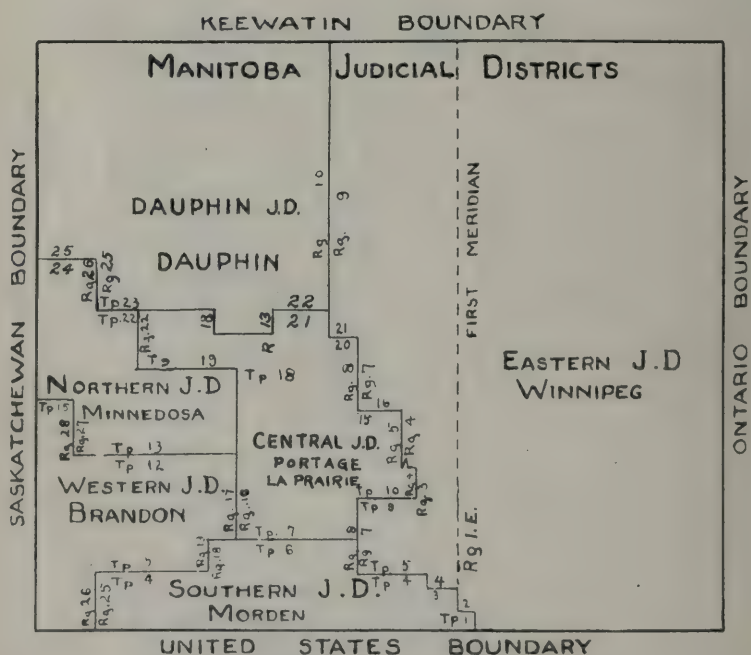 KEEWATIN BOUNDARY
MANITOBA JUDICIAL DISTRICTS
SASKATCHEWAN BOUNDARY
ONTARIO BOUNDARY
FIRST MERIDIAN
Rg 1.E.
DAUPHIN J.D.
DAUPHIN
Rg 10
Rg. 9
25
24
Rg.26
Rg.25
Tp 23
Tp.22
Rg.22
18
13
R
22
21
21
20
T 9
19
Tp 18
Rg. 8
Rg. 7
EASTERN J.D
WINNIPEG
NORTHERN J.D
MINNEDOSA
Tp 15
Rg. 28
Rg. 27
Tp 13
Tp 12
15
16
Rg 5
Rg 4
CENTRAL J.D.
PORTAGE
LA PRAIRIE
Rg. 3
Tp 10
Tp 9
WESTERN J.D.
BRANDON
Rg. 17
Rg. 16
Tp. 7
Tp 6
Rg 8
Rg 7
Rg. 18
Tp 4
Tp 5
Tp 4
4
3
2
Tp 1
SOUTHERN J.D.
MORDEN
Rg.26
Rg.25
UNITED STATES BOUNDARY